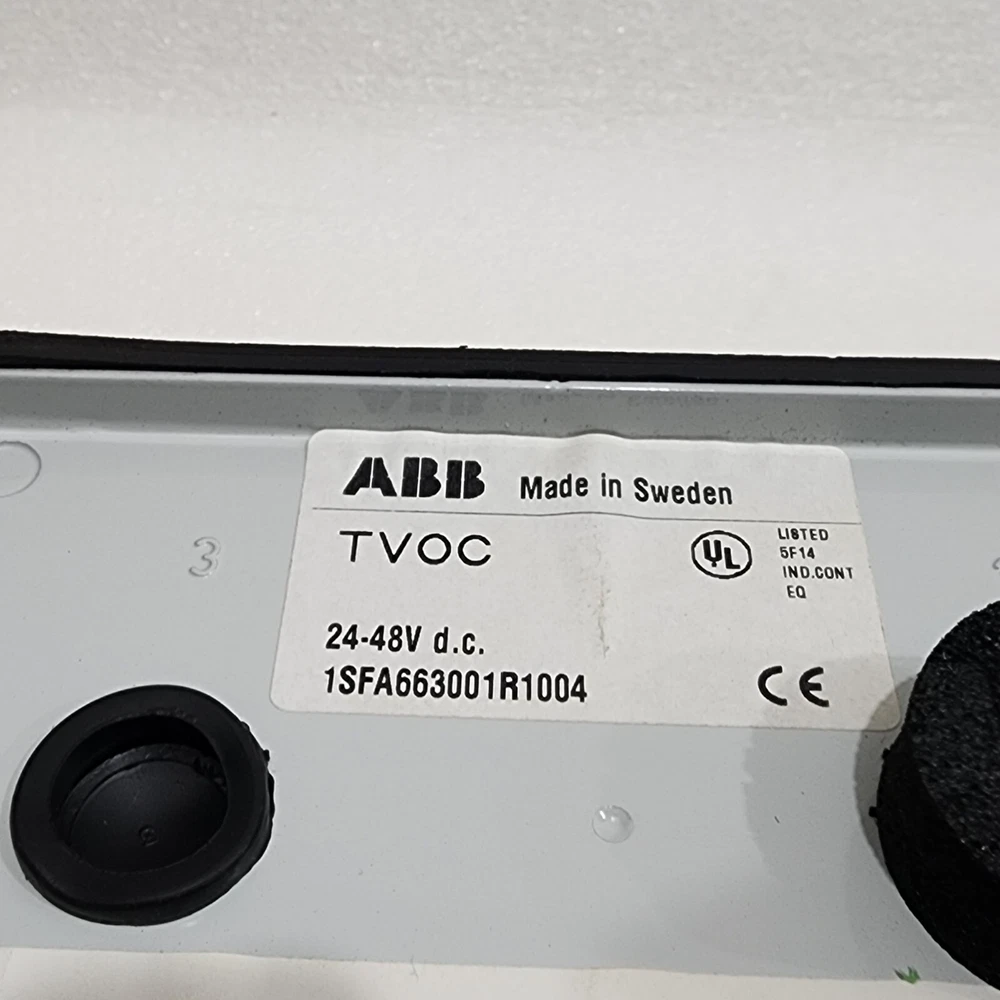 ABB Made in Sweden
TVOC
UL
LISTED
5F14
IND.CONT
EQ
24-48V d.c.
1SFA663001R1004
CE
3